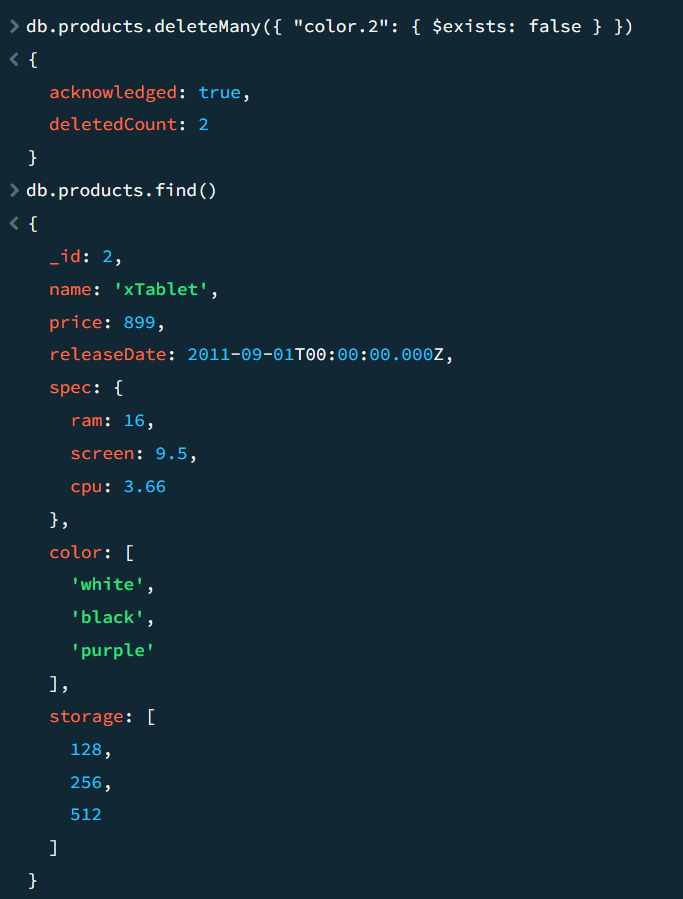 > db.products.deleteMany({ "color.2": { $exists: false } })
< {
    acknowledged: true,
    deletedCount: 2
  }
> db.products.find()
< {
    _id: 2,
    name: 'xTablet',
    price: 899,
    releaseDate: 2011-09-01T00:00:00.000Z,
    spec: {
      ram: 16,
      screen: 9.5,
      cpu: 3.66
    },
    color: [
      'white',
      'black',
      'purple'
    ],
    storage: [
      128,
      256,
      512
    ]
  }